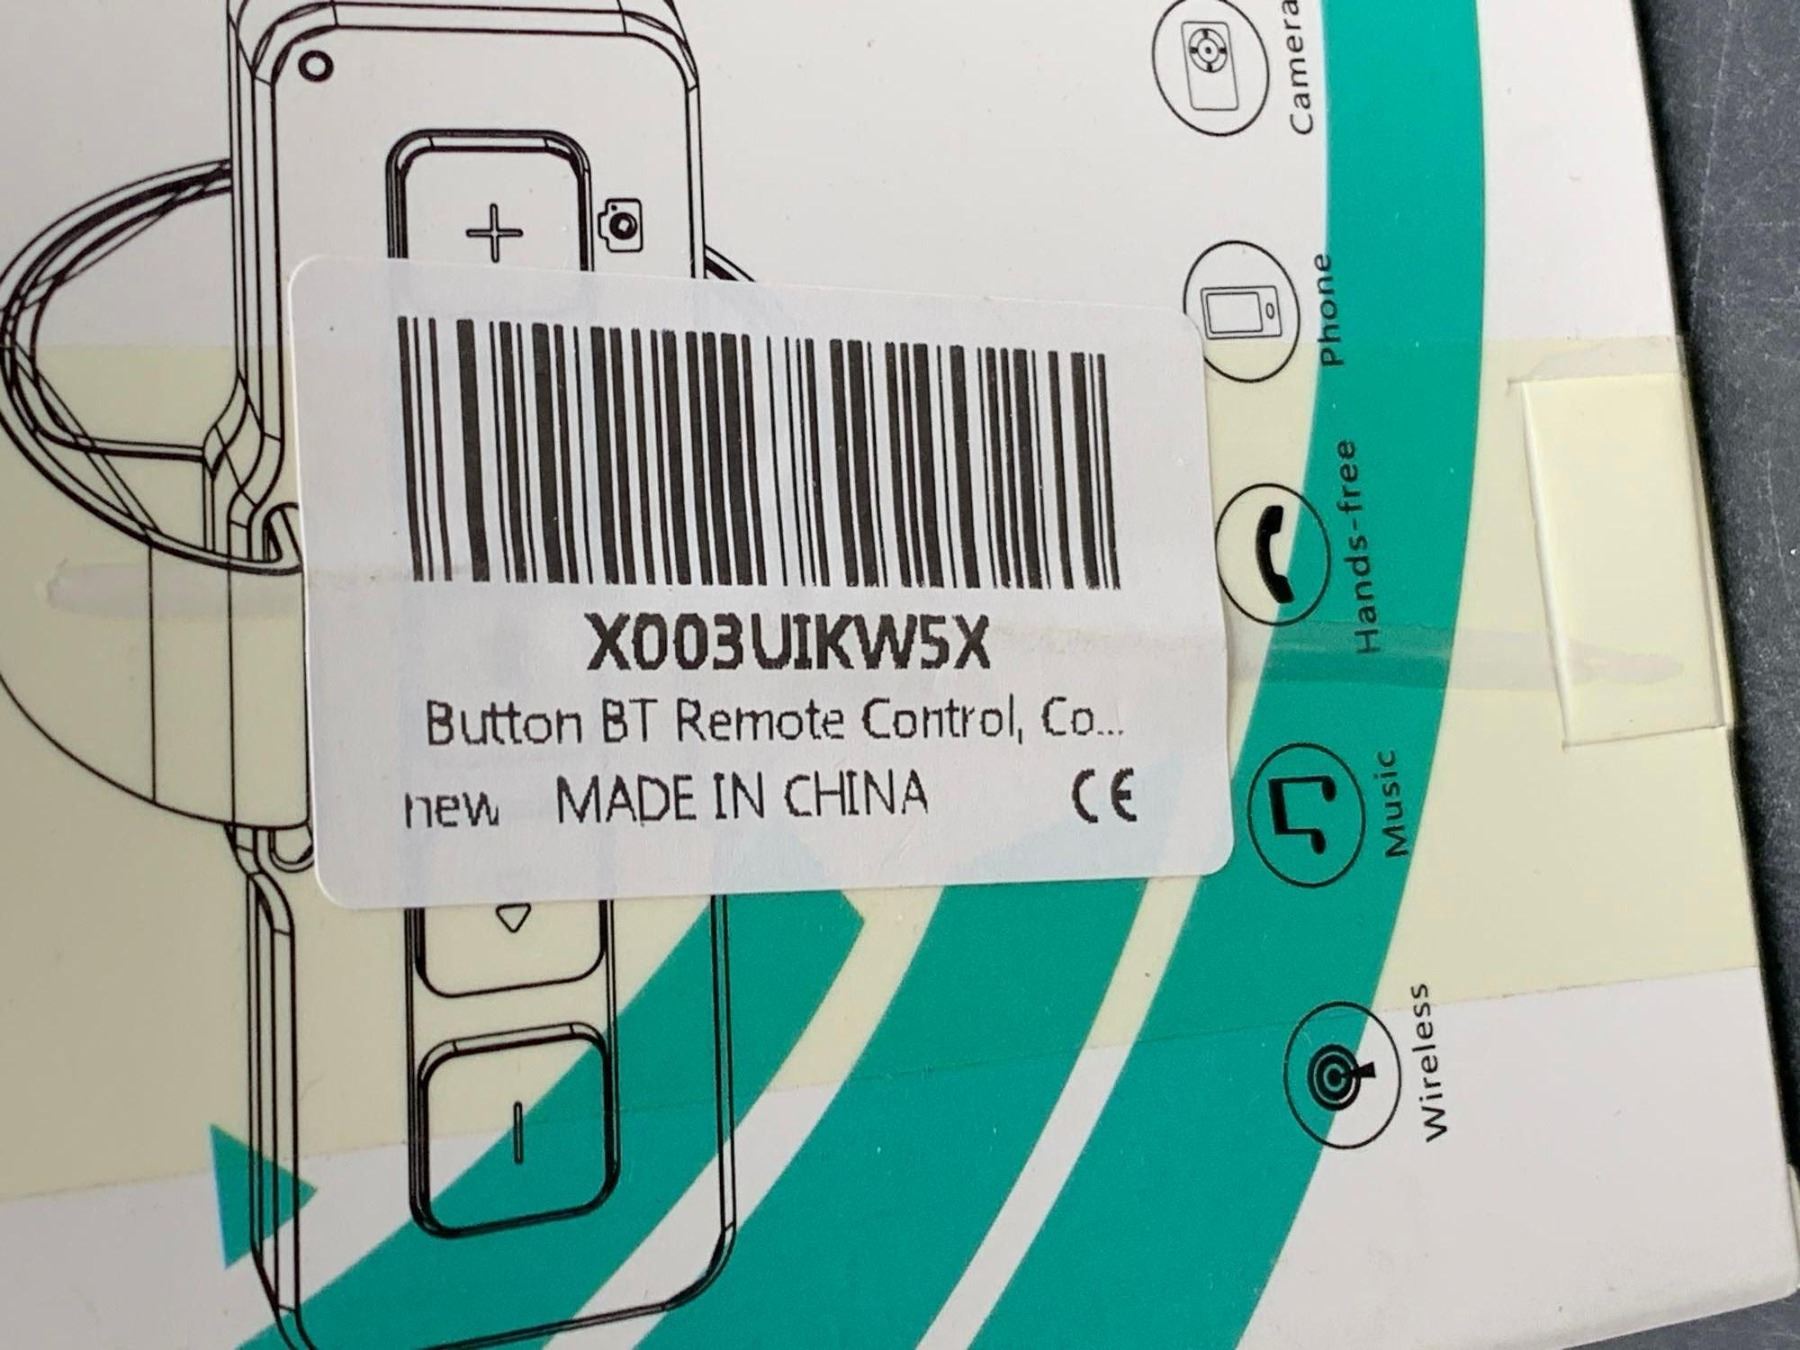 X003UIKW5X
Button BT Remote Control, Co...
new MADE IN CHINA CE
Camera
Phone
Hands-free
Music
Wireless